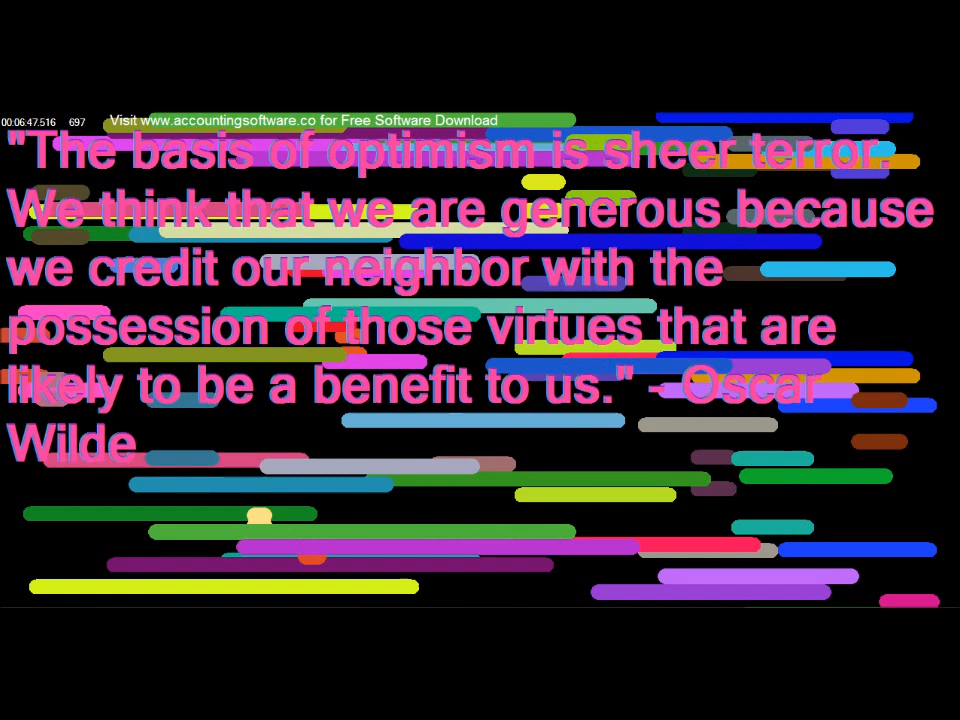 00:06:47.516 697 Visit www.accountingsoftware.co for Free Software Download
"The basis of optimism is sheer terror.
We think that we are generous because
we credit our neighbor with the
possession of those virtues that are
likely to be a benefit to us." - Oscar
Wilde